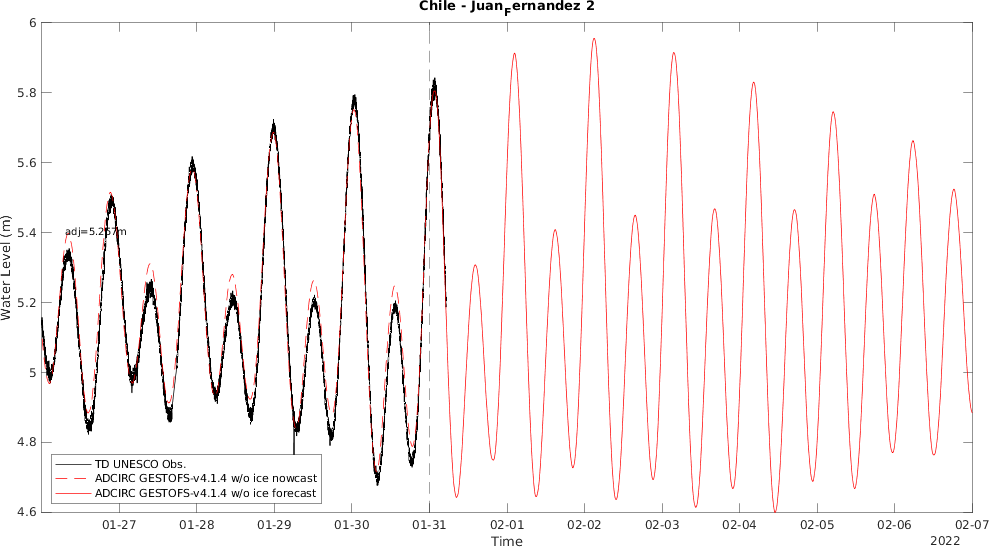 Chile - Juan_Fernandez 2
Water Level (m)
6
5.8
5.6
5.4
5.2
5
4.8
4.6
adj=5.267m
TD UNESCO Obs.
ADCIRC GESTOFS-v4.1.4 w/o ice nowcast
ADCIRC GESTOFS-v4.1.4 w/o ice forecast
01-27 01-28 01-29 01-30 01-31 02-01 02-02 02-03 02-04 02-05 02-06 02-07
Time
2022